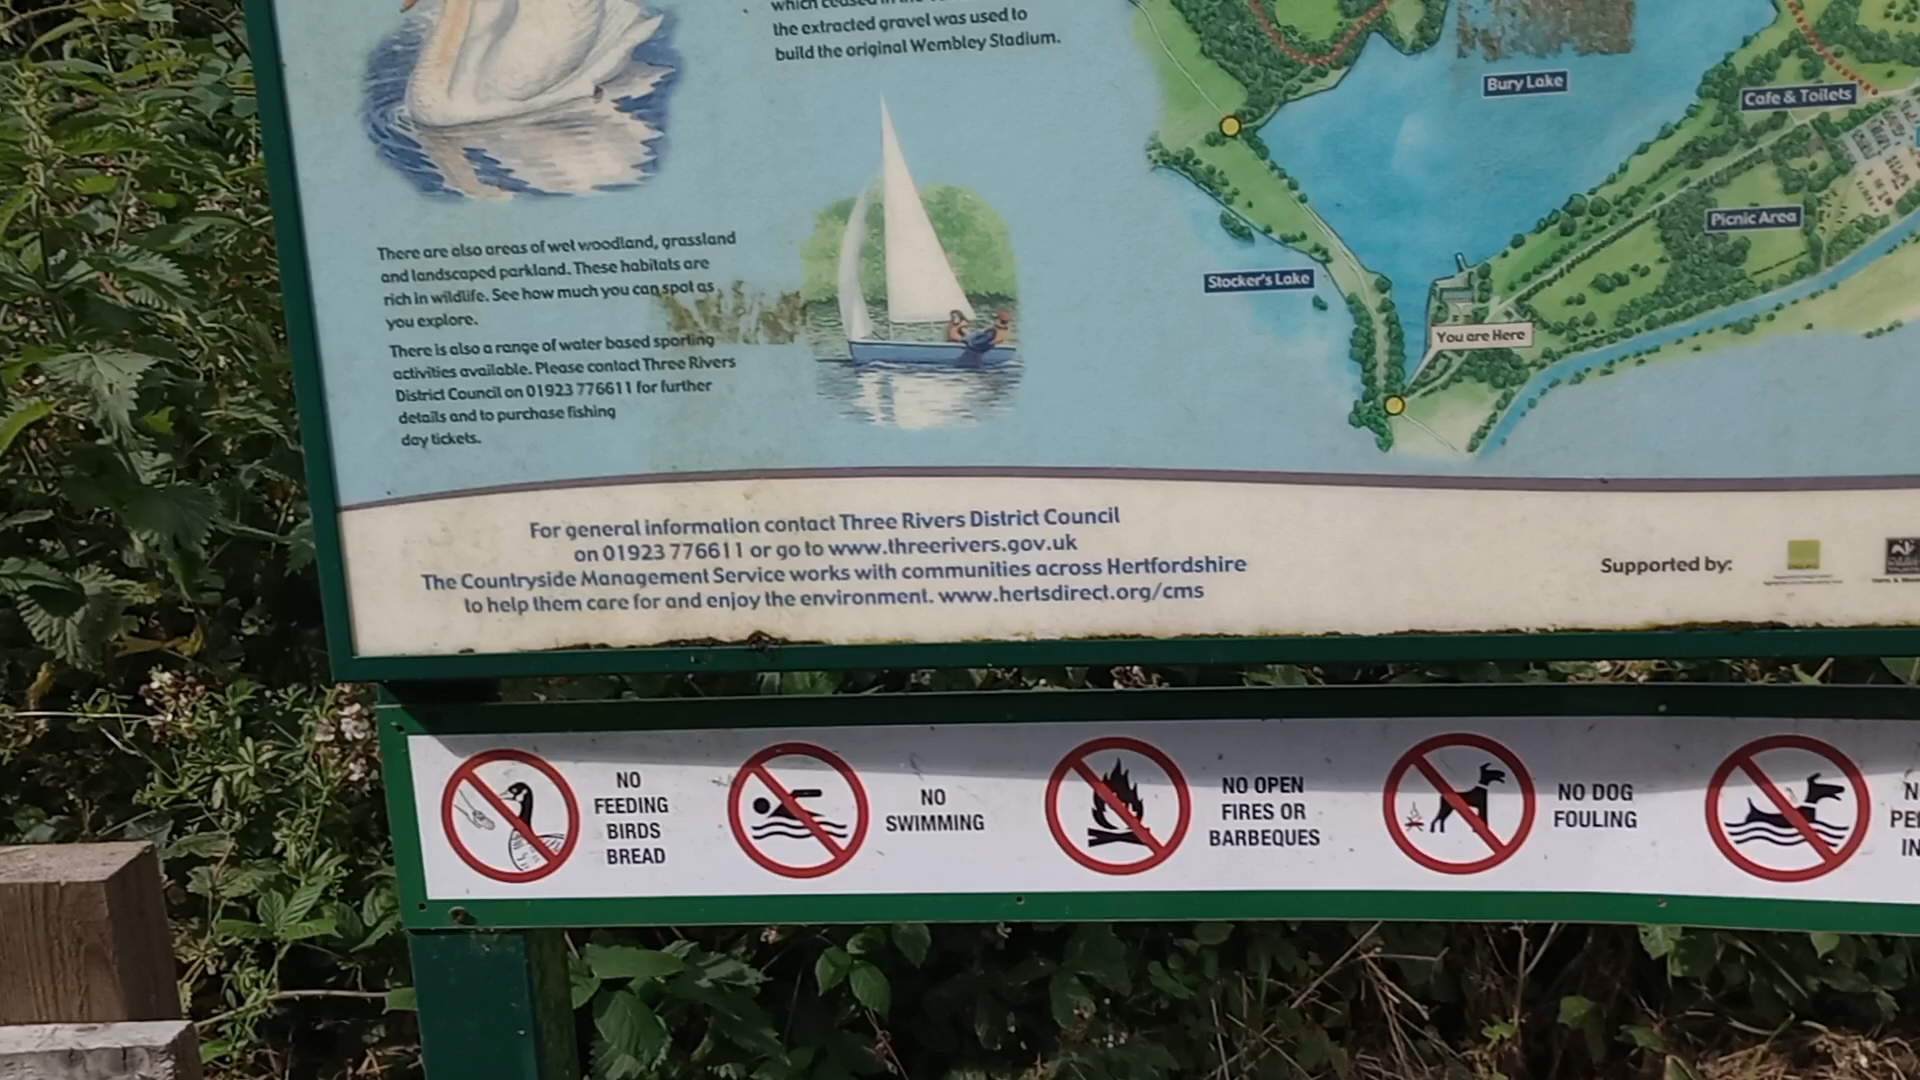 the extracted gravel was used to
build the original Wembley Stadium.
There are also areas of wet woodland, grassland
and landscaped parkland. These habitats are
rich in wildlife. See how much you can spot as
you explore.
There is also a range of water based sporting
activities available. Please contact Three Rivers
District Council on 01923 776611 for further
details and to purchase fishing
day tickets.
Bury Lake
Cafe & Toilets
Picnic Area
Stocker's Lake
You are Here
For general information contact Three Rivers District Council
on 01923 776611 or go to www.threerivers.gov.uk
The Countryside Management Service works with communities across Hertfordshire
to help them care for and enjoy the environment. www.hertsdirect.org/cms
Supported by:
NO
FEEDING
BIRDS
BREAD
NO
SWIMMING
NO OPEN
FIRES OR
BARBEQUES
NO DOG
FOULING